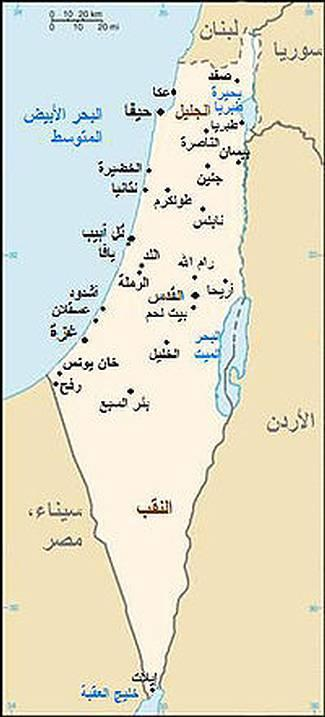 0 10 20 km
0 10 20 mi
لبنان
سوريا
صفد
بحيرة
طبريا
عكا
حيفا
الجليل
طبريا
الناصرة
بيسان
البحر الأبيض
المتوسط
جنين
الخضيرة
نتانيا
طولكرم
نابلس
تل أبيب
يافا
اللد
رام الله
الرملة
القدس
أريحا
أشدود
عسقلان
بيت لحم
غزة
البحر
الميت
الخليل
خان يونس
رفح
بئر السبع
الأردن
النقب
سيناء،
مصر
إيلات
خليج العقبة